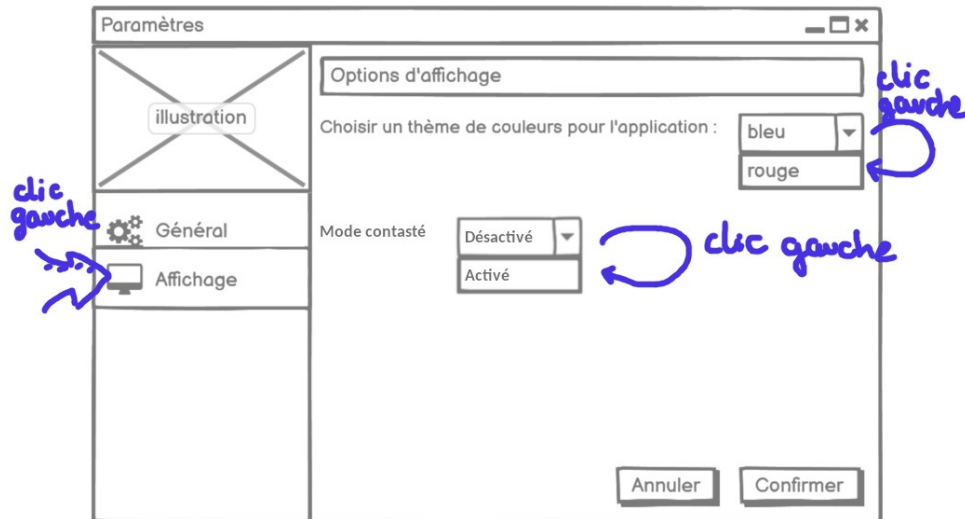 Paramètres
illustration
Options d'affichage
clic
gauche
Choisir un thème de couleurs pour l'application :
bleu
rouge
clic
gauche
Général
Mode contasté
Désactivé
clic gauche
Affichage
Activé
Annuler
Confirmer